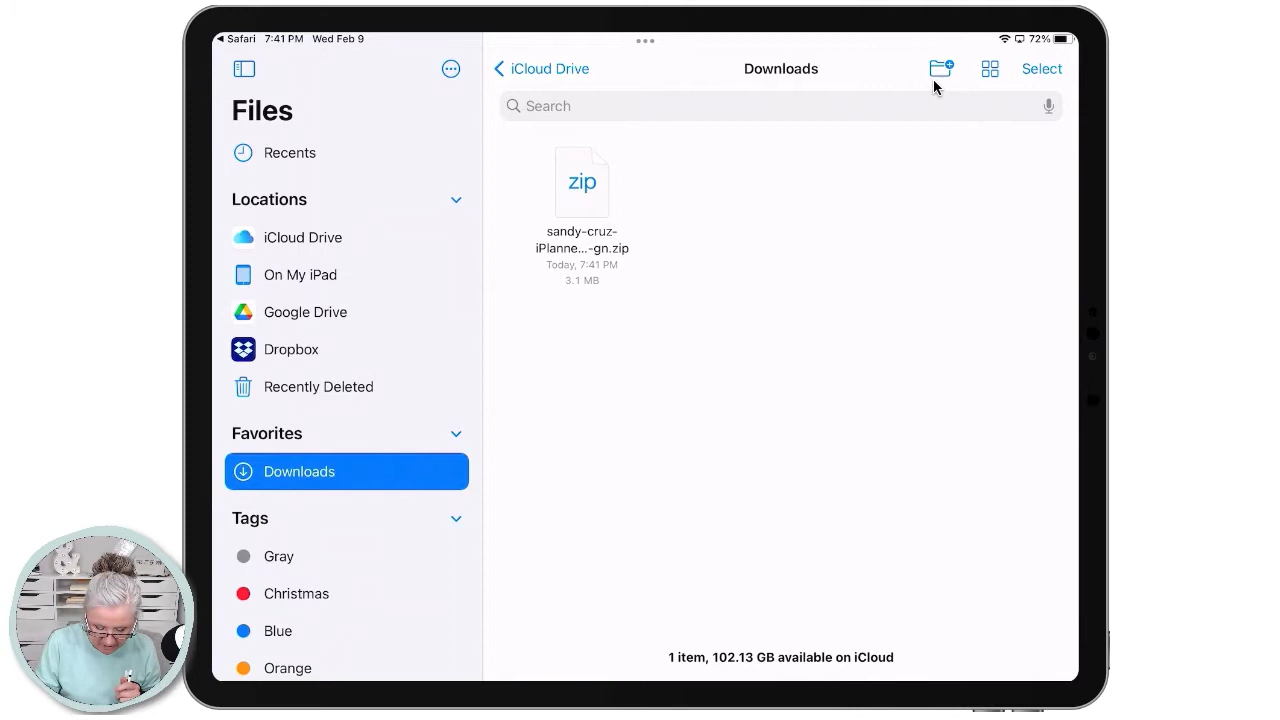 Safari 7:41 PM Wed Feb 9
72%
Files
Recents
Locations
iCloud Drive
On My iPad
Google Drive
Dropbox
Recently Deleted
Favorites
Downloads
Tags
Gray
Christmas
Blue
Orange
iCloud Drive
Downloads
Select
Search
zip
sandy-cruz-
iPlanne...-gn.zip
Today, 7:41 PM
3.1 MB
1 item, 102.13 GB available on iCloud
&